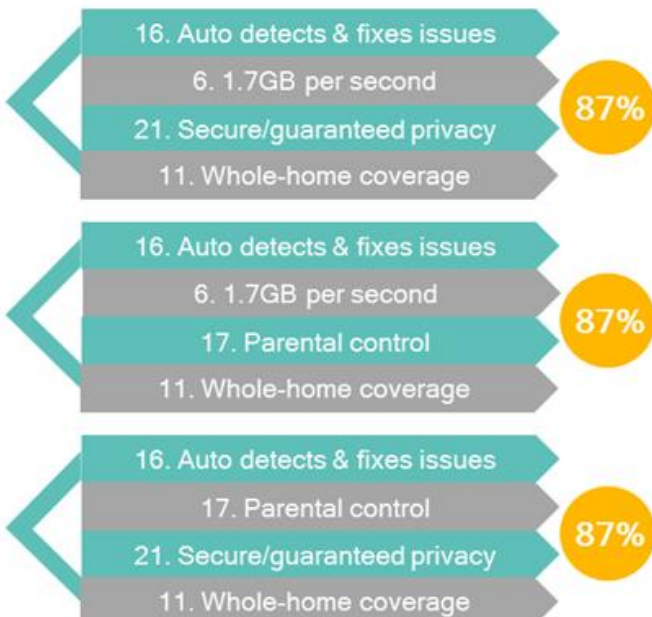 16. Auto detects & fixes issues
6. 1.7GB per second
21. Secure/guaranteed privacy
11. Whole-home coverage
87%
16. Auto detects & fixes issues
6. 1.7GB per second
17. Parental control
11. Whole-home coverage
87%
16. Auto detects & fixes issues
17. Parental control
21. Secure/guaranteed privacy
11. Whole-home coverage
87%